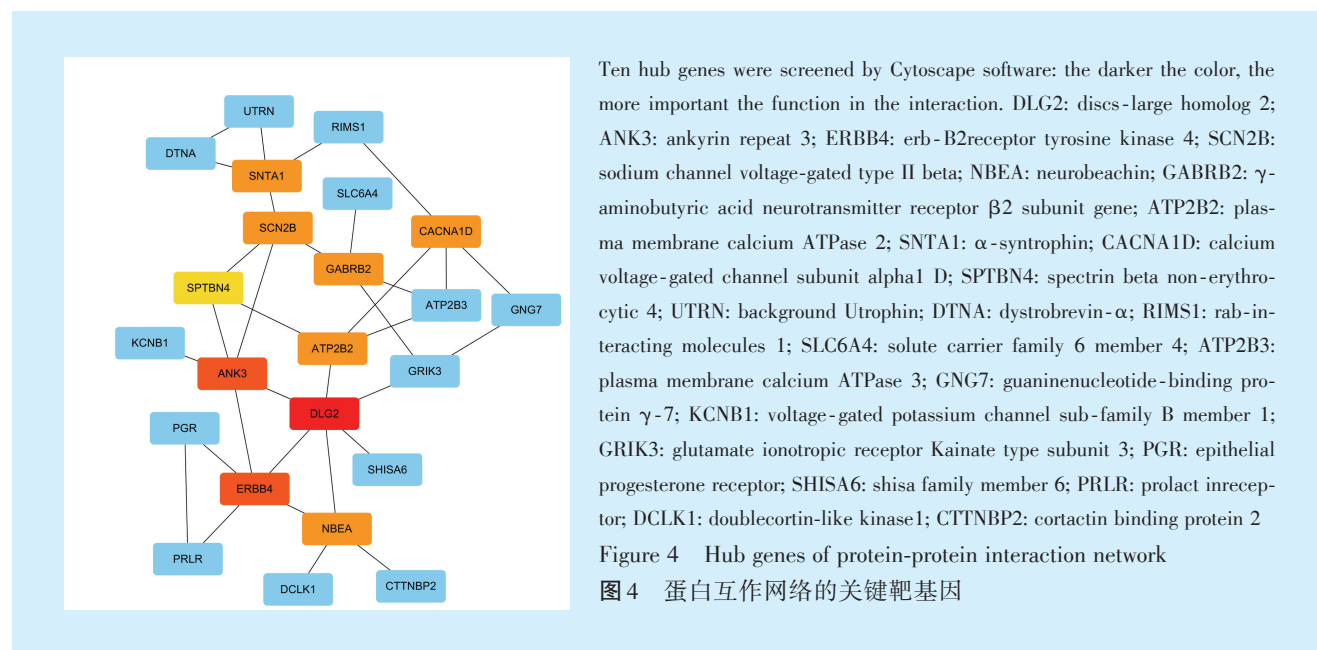 UTRN
RIMS1
DTNA
SNTA1
SLC6A4
SCN2B
CACNA1D
GABRB2
SPTBN4
ATP2B3
GNG7
KCNB1
ATP2B2
ANK3
GRIK3
DLG2
PGR
SHISA6
ERBB4
NBEA
PRLR
DCLK1
CTTNBP2
Ten hub genes were screened by Cytoscape software: the darker the color, the
more important the function in the interaction. DLG2: discs-large homolog 2;
ANK3: ankyrin repeat 3; ERBB4: erb-B2receptor tyrosine kinase 4; SCN2B:
sodium channel voltage-gated type II beta; NBEA: neurobeachin; GABRB2: γ-
aminobutyric acid neurotransmitter receptor β2 subunit gene; ATP2B2: plas-
ma membrane calcium ATPase 2; SNTA1: α-syntrophin; CACNA1D: calcium
voltage-gated channel subunit alpha1 D; SPTBN4: spectrin beta non-erythro-
cytic 4; UTRN: background Utrophin; DTNA: dystrobrevin-α; RIMS1: rab-in-
teracting molecules 1; SLC6A4: solute carrier family 6 member 4; ATP2B3:
plasma membrane calcium ATPase 3; GNG7: guaninenucleotide-binding pro-
tein γ-7; KCNB1: voltage-gated potassium channel sub-family B member 1;
GRIK3: glutamate ionotropic receptor Kainate type subunit 3; PGR: epithelial
progesterone receptor; SHISA6: shisa family member 6; PRLR: prolact inrecep-
tor; DCLK1: doublecortin-like kinase1; CTTNBP2: cortactin binding protein 2
Figure 4 Hub genes of protein-protein interaction network
图4 蛋白互作网络的关键靶基因